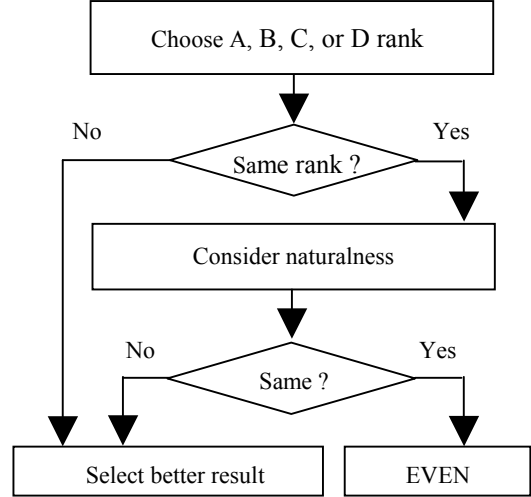 Choose A, B, C, or D rank
No
Yes
Same rank ?
Consider naturalness
No
Yes
Same ?
Select better result
EVEN